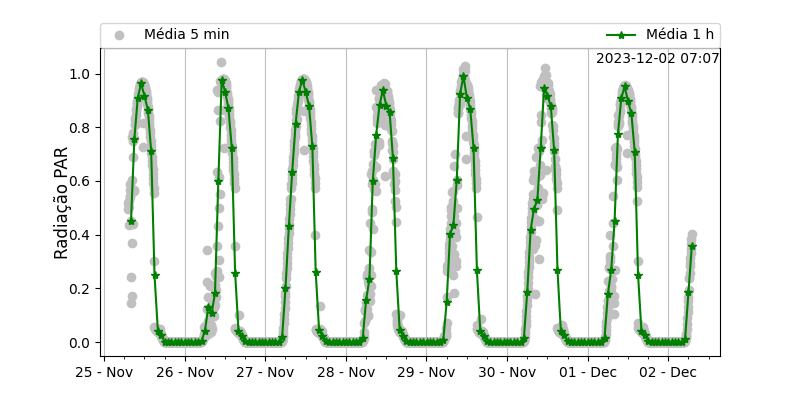 Média 5 min
Média 1 h
2023-12-02 07:07
Radiação PAR
1.0
0.8
0.6
0.4
0.2
0.0
25 - Nov
26 - Nov
27 - Nov
28 - Nov
29 - Nov
30 - Nov
01 - Dec
02 - Dec